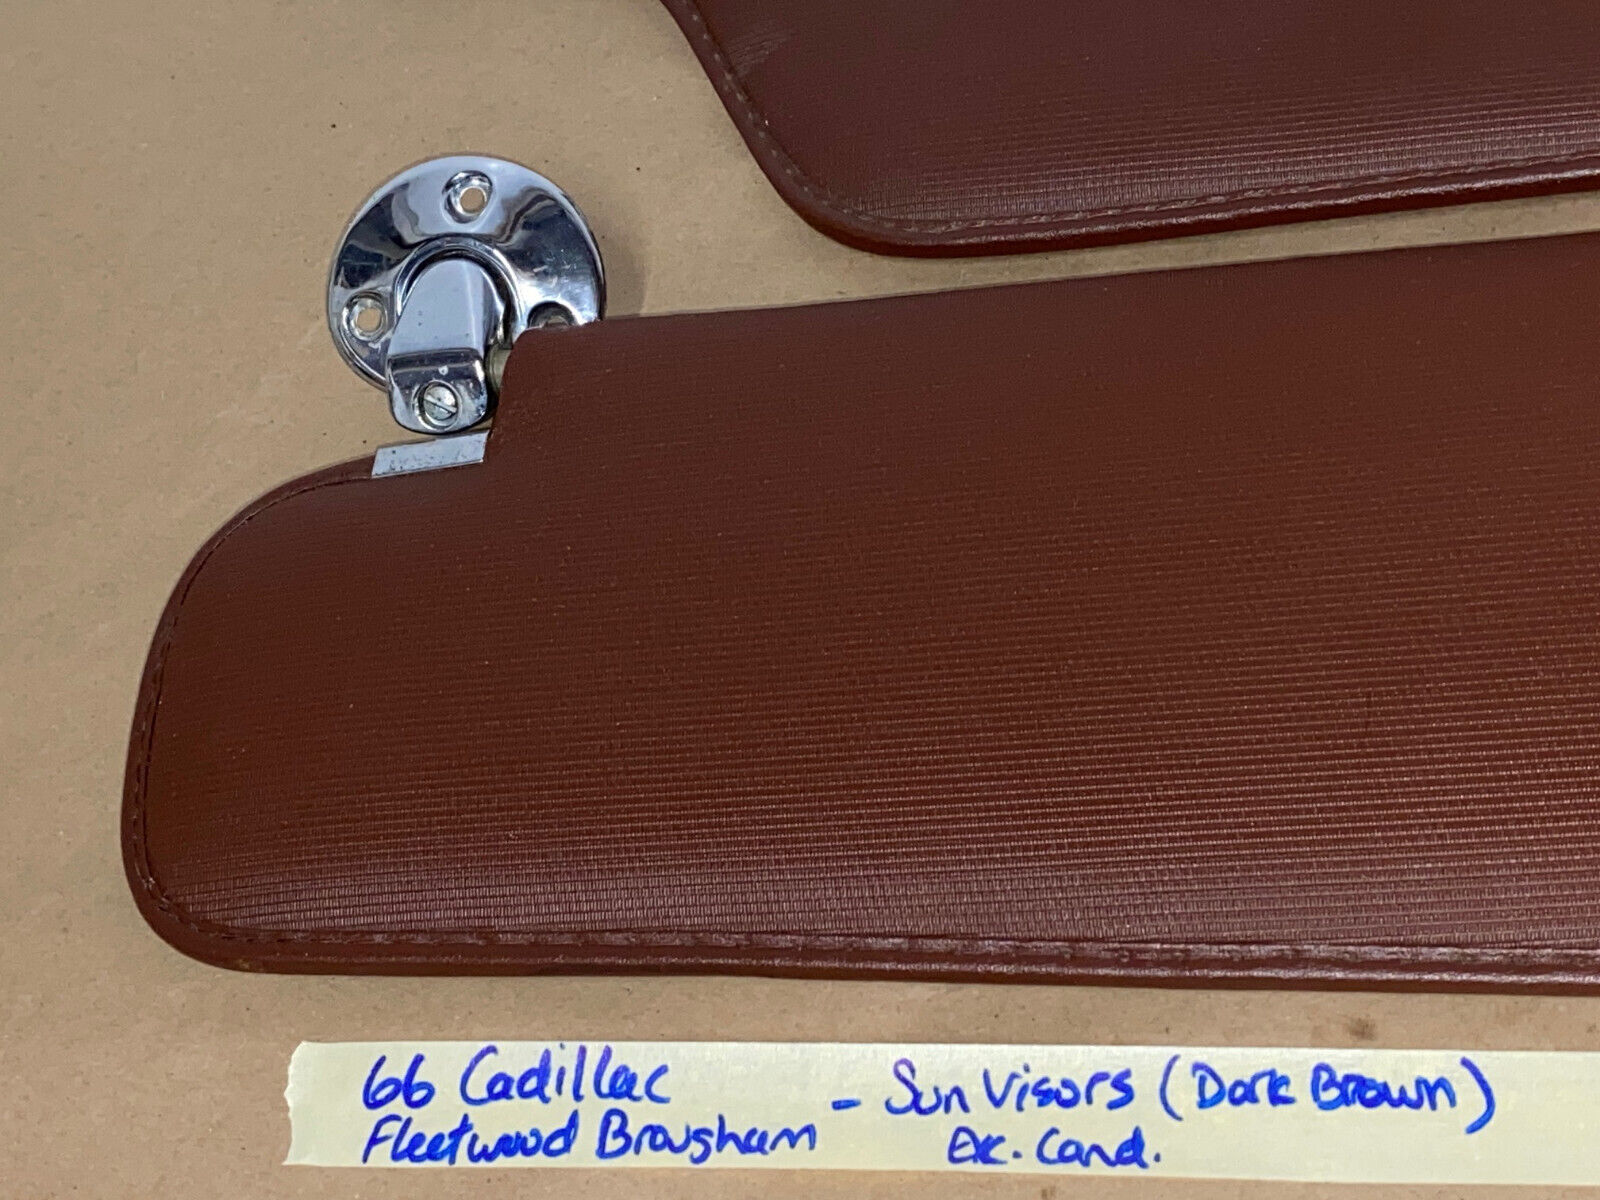 66 Cadillac - Sun Visors (Dark Brown)
Fleetwood Brougham Ex. Cond.